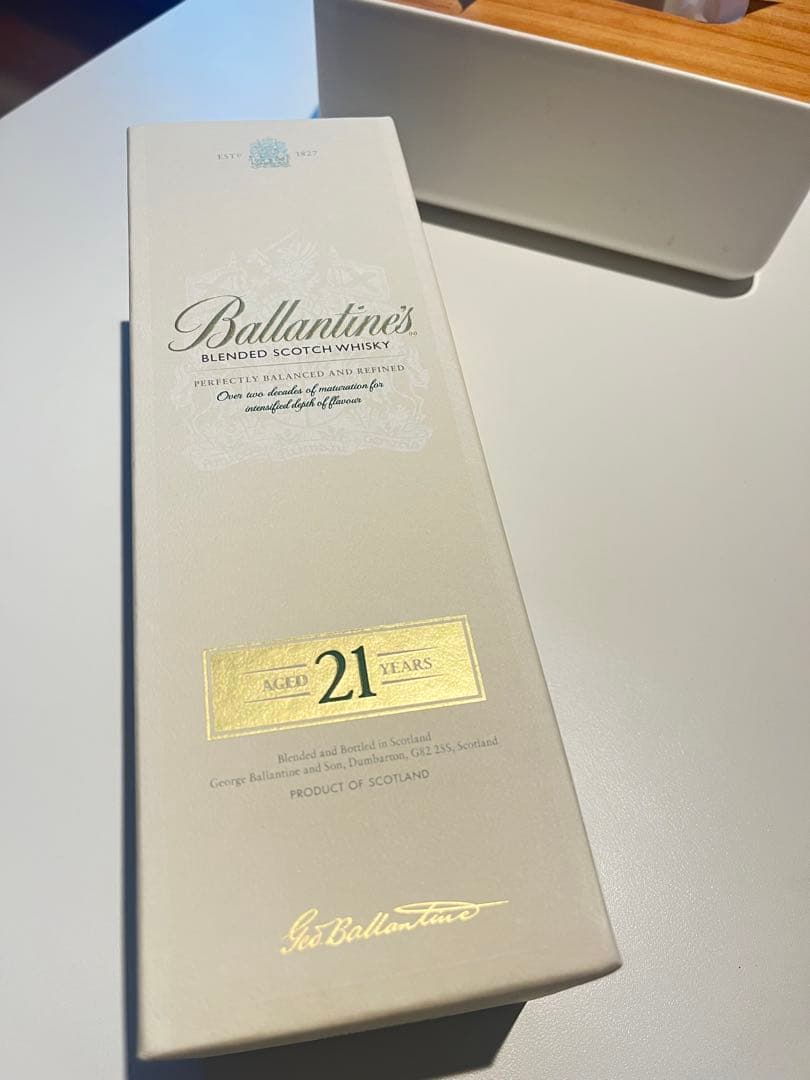 ESTD 1827
Ballantine's
BLENDED SCOTCH WHISKY
PERFECTLY BALANCED AND REFINED
Over two decades of maturation for
intensified depth of flavour
AGED 21 YEARS
Blended and Bottled in Scotland
George Ballantine and Son, Dumbarton, G82 2SS, Scotland
PRODUCT OF SCOTLAND
Geo Ballantine